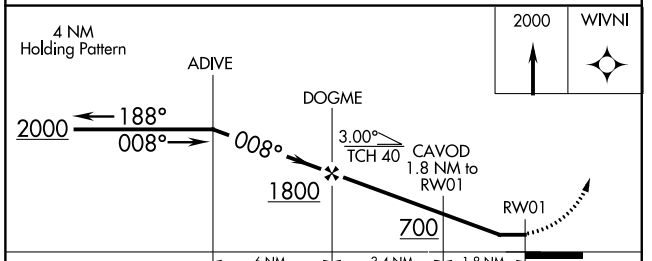 4 NM
Holding Pattern
2000
WIVNI
ADIVE
DOGME
188°
2000
008°
008°
3.00°
TCH 40
CAVOD
1.8 NM to
RW01
1800
700
RW01
6 NM
3.4 NM
1.8 NM